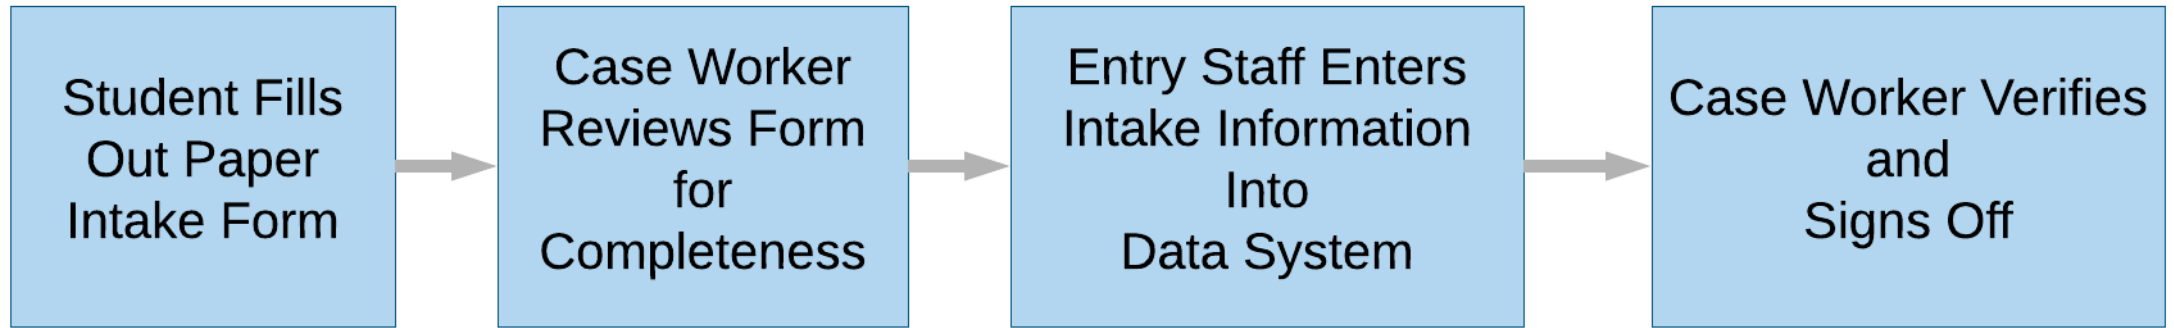 Student Fills
Out Paper
Intake Form
Case Worker
Reviews Form
for
Completeness
Entry Staff Enters
Intake Information
Into
Data System
Case Worker Verifies
and
Signs Off